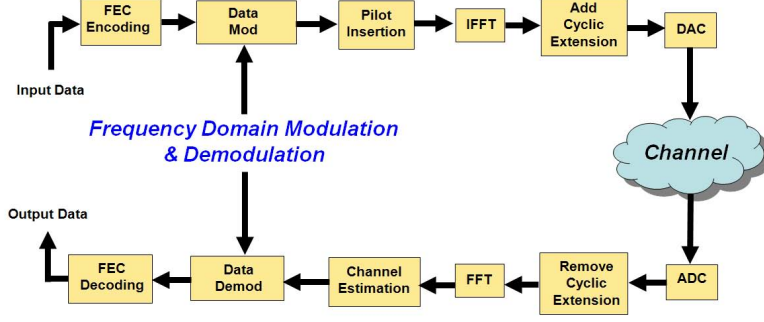 FEC
Encoding
Data
Mod
Pilot
Insertion
IFFT
Add
Cyclic
Extension
DAC
Input Data
Frequency Domain Modulation
& Demodulation
Channel
Output Data
FEC
Decoding
Data
Demod
Channel
Estimation
FFT
Remove
Cyclic
Extension
ADC